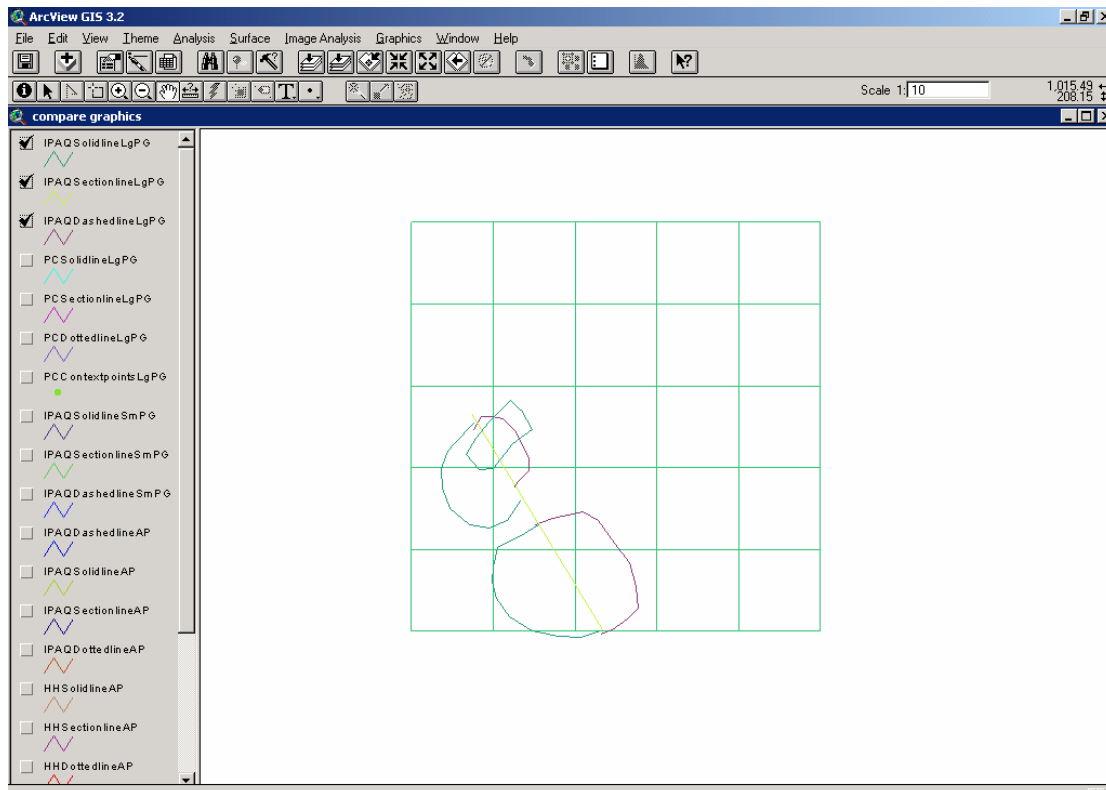 ArcView GIS 3.2
File Edit View Theme Analysis Surface Image Analysis Graphics Window Help
Scale 1: 10
1,015.49
208.15
compare graphics
IPAQSolidlineLgPG
IPAQSectionlineLgPG
IPAQDashedlineLgPG
PCSolidlineLgPG
PCSectionlineLgPG
PCDottedlineLgPG
PCContextpointsLgPG
IPAQSolidlineSmPG
IPAQSectionlineSmPG
IPAQDashedlineSmPG
IPAQDashedlineAP
IPAQSolidlineAP
IPAQSectionlineAP
IPAQDottedlineAP
HHSolidlineAP
HHSectionlineAP
HHDottedlineAP